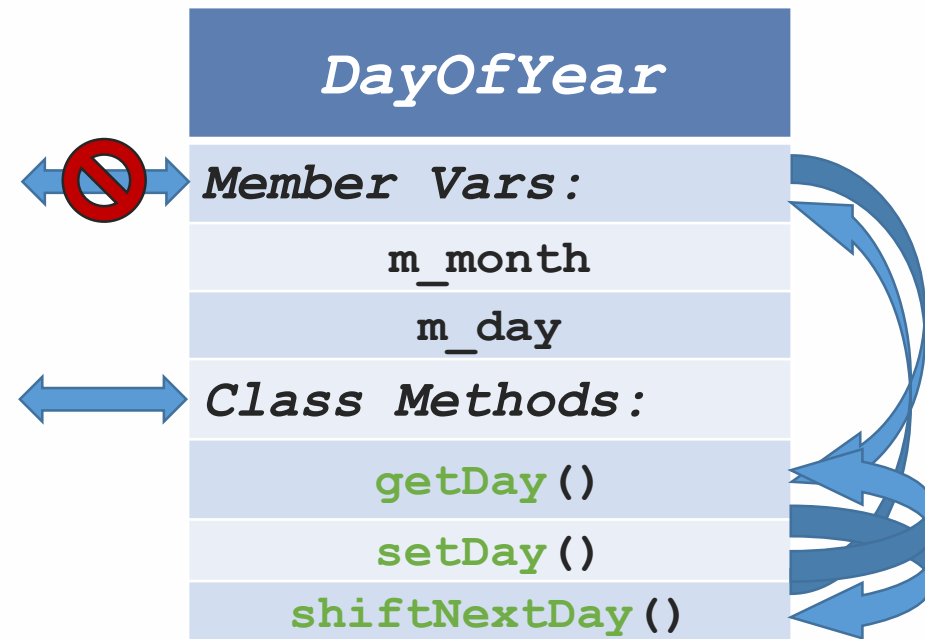 DayOfYear
Member Vars:
m_month
m_day
Class Methods:
getDay()
setDay()
shiftNextDay()